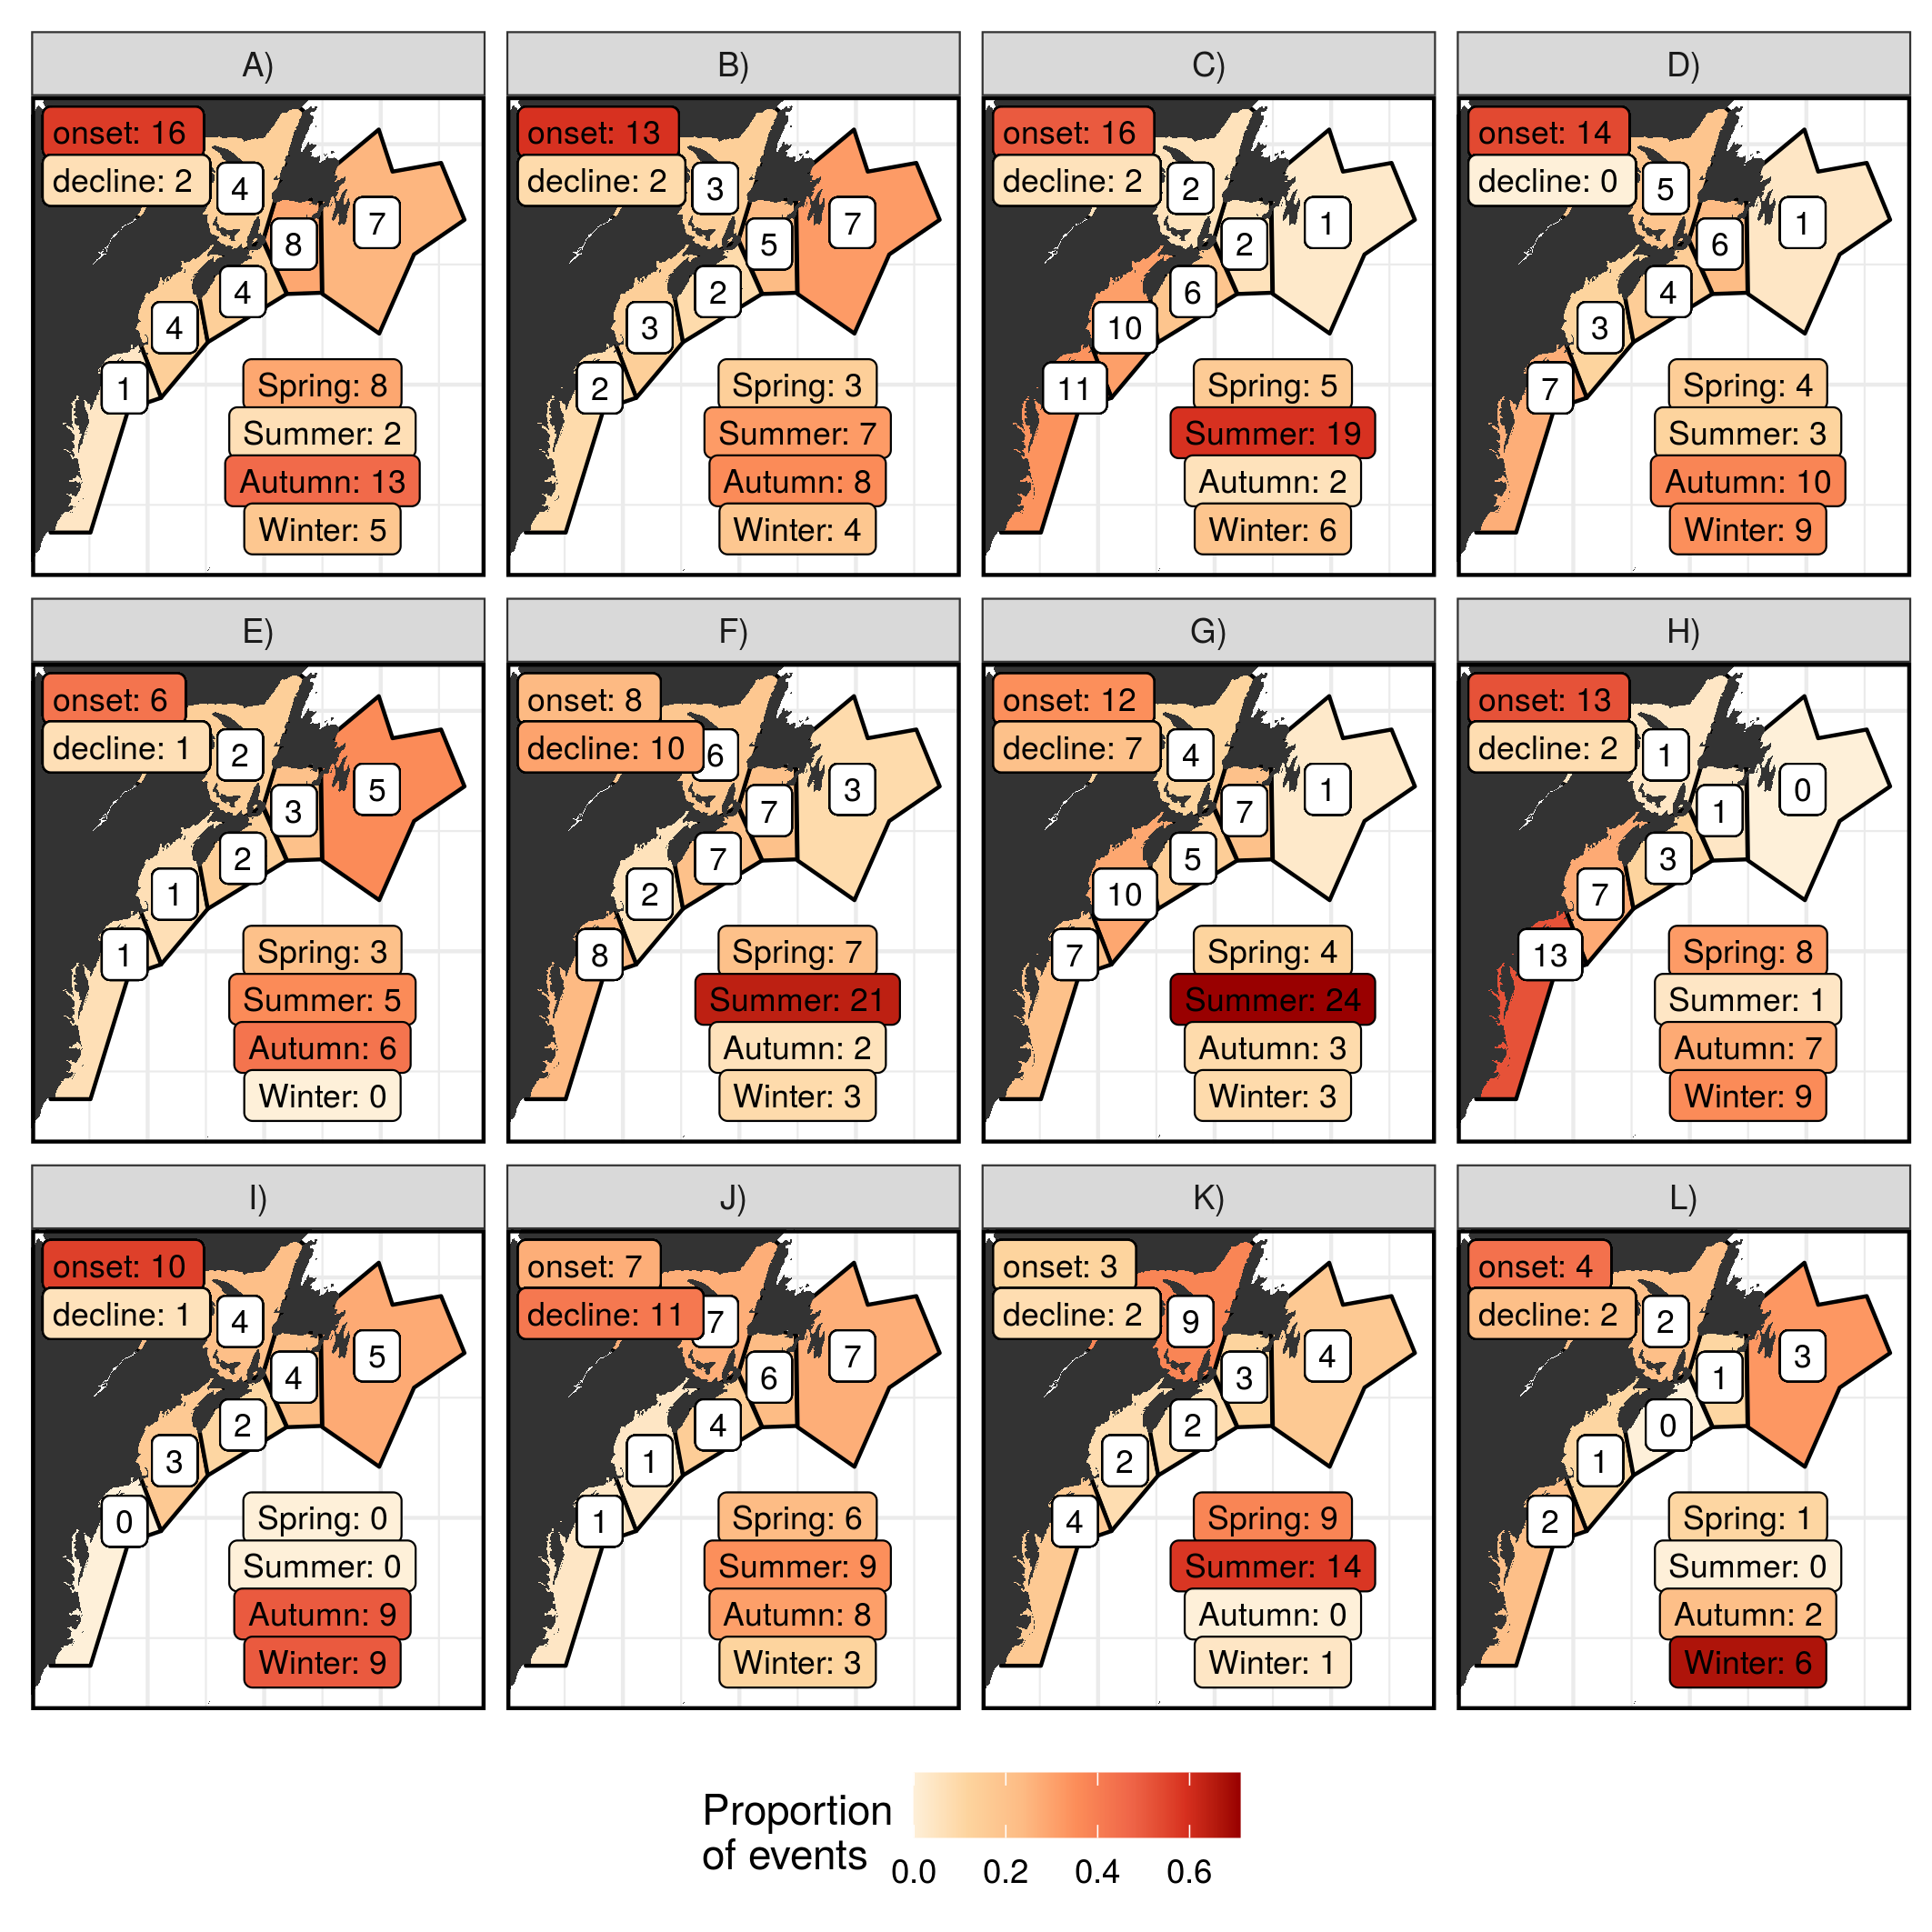 A)
onset: 16
decline: 2
4
7
8
4
4
1
Spring: 8
Summer: 2
Autumn: 13
Winter: 5
B)
onset: 13
decline: 2
3
7
5
2
3
2
Spring: 3
Summer: 7
Autumn: 8
Winter: 4
C)
onset: 16
decline: 2
2
1
2
6
10
11
Spring: 5
Summer: 19
Autumn: 2
Winter: 6
D)
onset: 14
decline: 0
5
1
6
4
3
7
Spring: 4
Summer: 3
Autumn: 10
Winter: 9
E)
onset: 6
decline: 1
2
5
3
2
1
1
Spring: 3
Summer: 5
Autumn: 6
Winter: 0
F)
onset: 8
decline: 10
6
3
7
7
2
8
Spring: 7
Summer: 21
Autumn: 2
Winter: 3
G)
onset: 12
decline: 7
4
1
7
5
10
7
Spring: 4
Summer: 24
Autumn: 3
Winter: 3
H)
onset: 13
decline: 2
1
0
1
3
7
13
Spring: 8
Summer: 1
Autumn: 7
Winter: 9
I)
onset: 10
decline: 1
4
5
4
2
3
0
Spring: 0
Summer: 0
Autumn: 9
Winter: 9
J)
onset: 7
decline: 11
7
7
6
4
1
1
Spring: 6
Summer: 9
Autumn: 8
Winter: 3
K)
onset: 3
decline: 2
9
4
3
2
2
4
Spring: 9
Summer: 14
Autumn: 0
Winter: 1
L)
onset: 4
decline: 2
2
3
1
0
1
2
Spring: 1
Summer: 0
Autumn: 2
Winter: 6
Proportion
of events
0.0 0.2 0.4 0.6